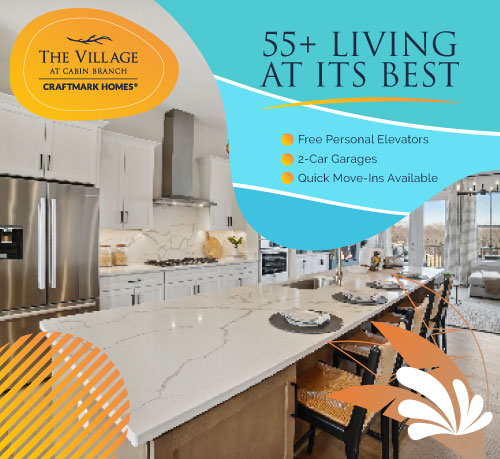 THE VILLAGE
AT CABIN BRANCH
CRAFTMARK HOMES®
55+ LIVING
AT ITS BEST
Free Personal Elevators
2-Car Garages
Quick Move-Ins Available